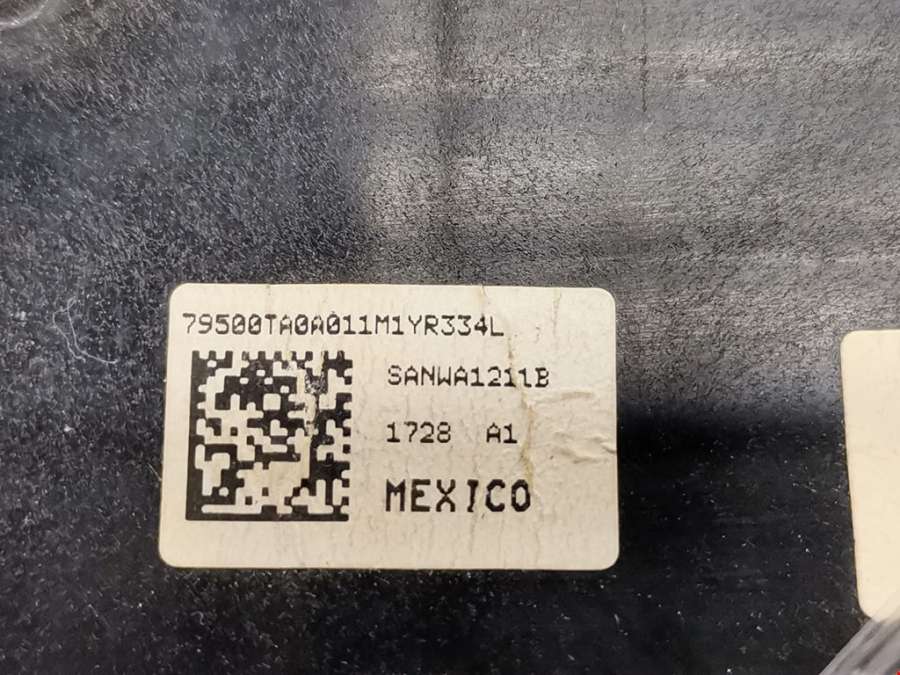 79500TA0A011M1YR334L
SANWA1211B
1728 A1
MEXICO